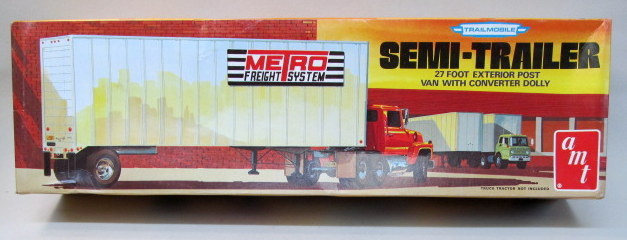 TRAILMOBILE
SEMI-TRAILER
27 FOOT EXTERIOR POST
VAN WITH CONVERTER DOLLY
METRO
FREIGHT SYSTEM
amt
TRUCK TRACTOR NOT INCLUDED